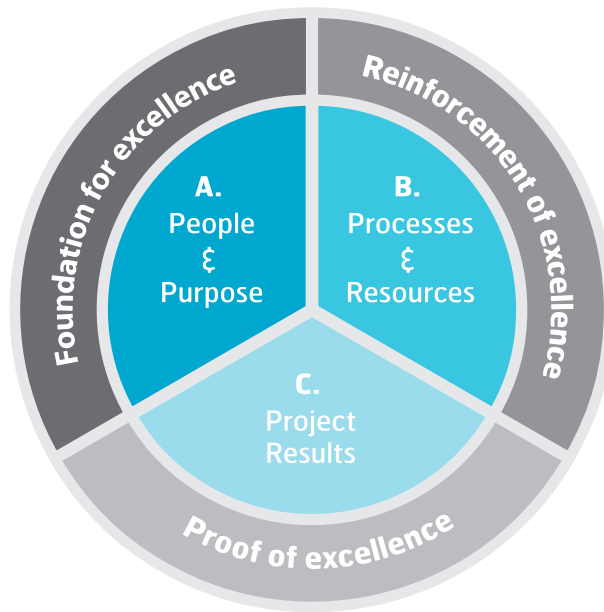 Foundation for excellence
Reinforcement of excellence
A.
People
&
Purpose
B.
Processes
&
Resources
C.
Project
Results
Proof of excellence